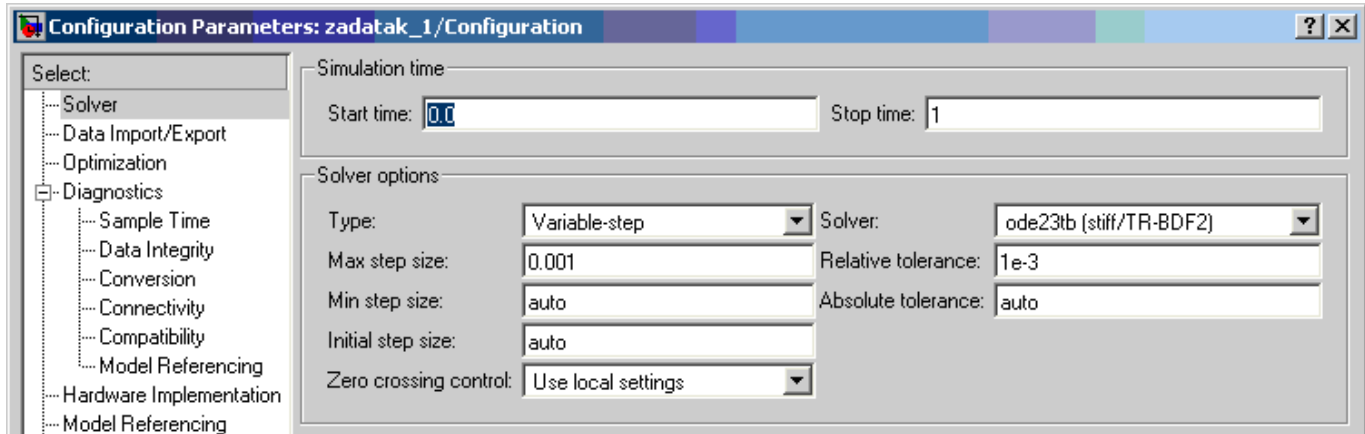 Configuration Parameters: zadatak_1/Configuration
Select:
Solver
Data Import/Export
Optimization
Diagnostics
Sample Time
Data Integrity
Conversion
Connectivity
Compatibility
Model Referencing
Hardware Implementation
Model Referencing
Simulation time
Start time: 0.0 Stop time: 1
Solver options
Type: Variable-step Solver: ode23tb (stiff/TR-BDF2)
Max step size: 0.001 Relative tolerance: 1e-3
Min step size: auto Absolute tolerance: auto
Initial step size: auto
Zero crossing control: Use local settings